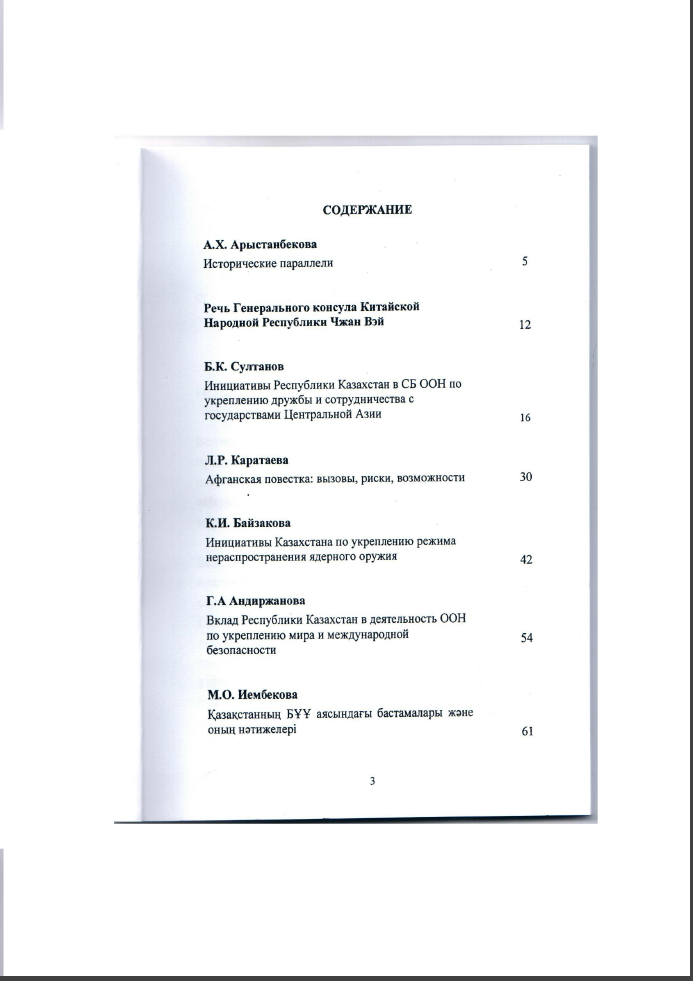 СОДЕРЖАНИЕ
А.Х. Арыстанбекова
Исторические параллели 5
Речь Генерального консула Китайской
Народной Республики Чжан Вэй 12
Б.К. Султанов
Инициативы Республики Казахстан в СБ ООН по
укреплению дружбы и сотрудничества с
государствами Центральной Азии 16
Л.Р. Каратаева
Афганская повестка: вызовы, риски, возможности 30
К.И. Байзакова
Инициативы Казахстана по укреплению режима
нераспространения ядерного оружия 42
Г.А Андиржанова
Вклад Республики Казахстан в деятельность ООН
по укреплению мира и международной 54
безопасности
М.О. Иембекова
Қазақстанның БҰҰ аясындағы бастамалары және
оның нәтижелері 61
3